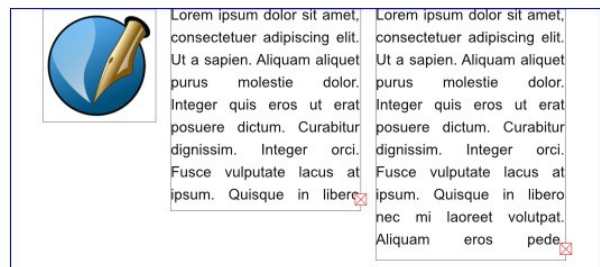 Lorem ipsum dolor sit amet,
consectetuer adipiscing elit.
Ut a sapien. Aliquam aliquet
purus molestie dolor.
Integer quis eros ut erat
posuere dictum. Curabitur
dignissim. Integer orci.
Fusce vulputate lacus at
ipsum. Quisque in libero
Lorem ipsum dolor sit amet,
consectetuer adipiscing elit.
Ut a sapien. Aliquam aliquet
purus molestie dolor.
Integer quis eros ut erat
posuere dictum. Curabitur
dignissim. Integer orci.
Fusce vulputate lacus at
ipsum. Quisque in libero
nec mi laoreet volutpat.
Aliquam eros pede